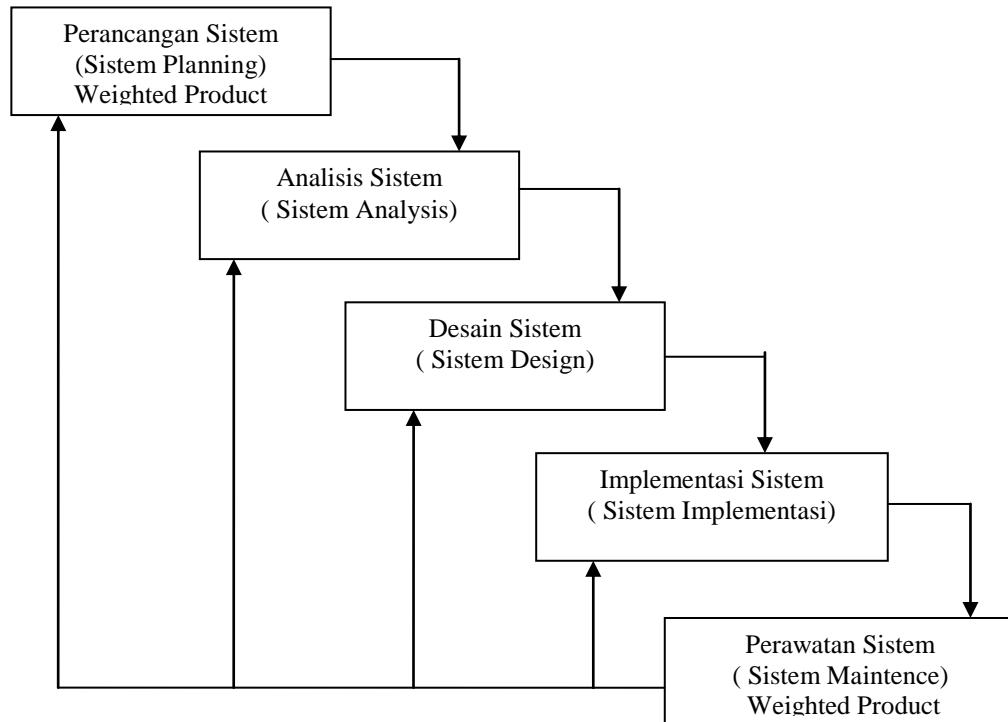 Perancangan Sistem
(Sistem Planning)
Weighted Product
Analisis Sistem
( Sistem Analysis)
Desain Sistem
( Sistem Design)
Implementasi Sistem
( Sistem Implementasi)
Perawatan Sistem
( Sistem Maintence)
Weighted Product